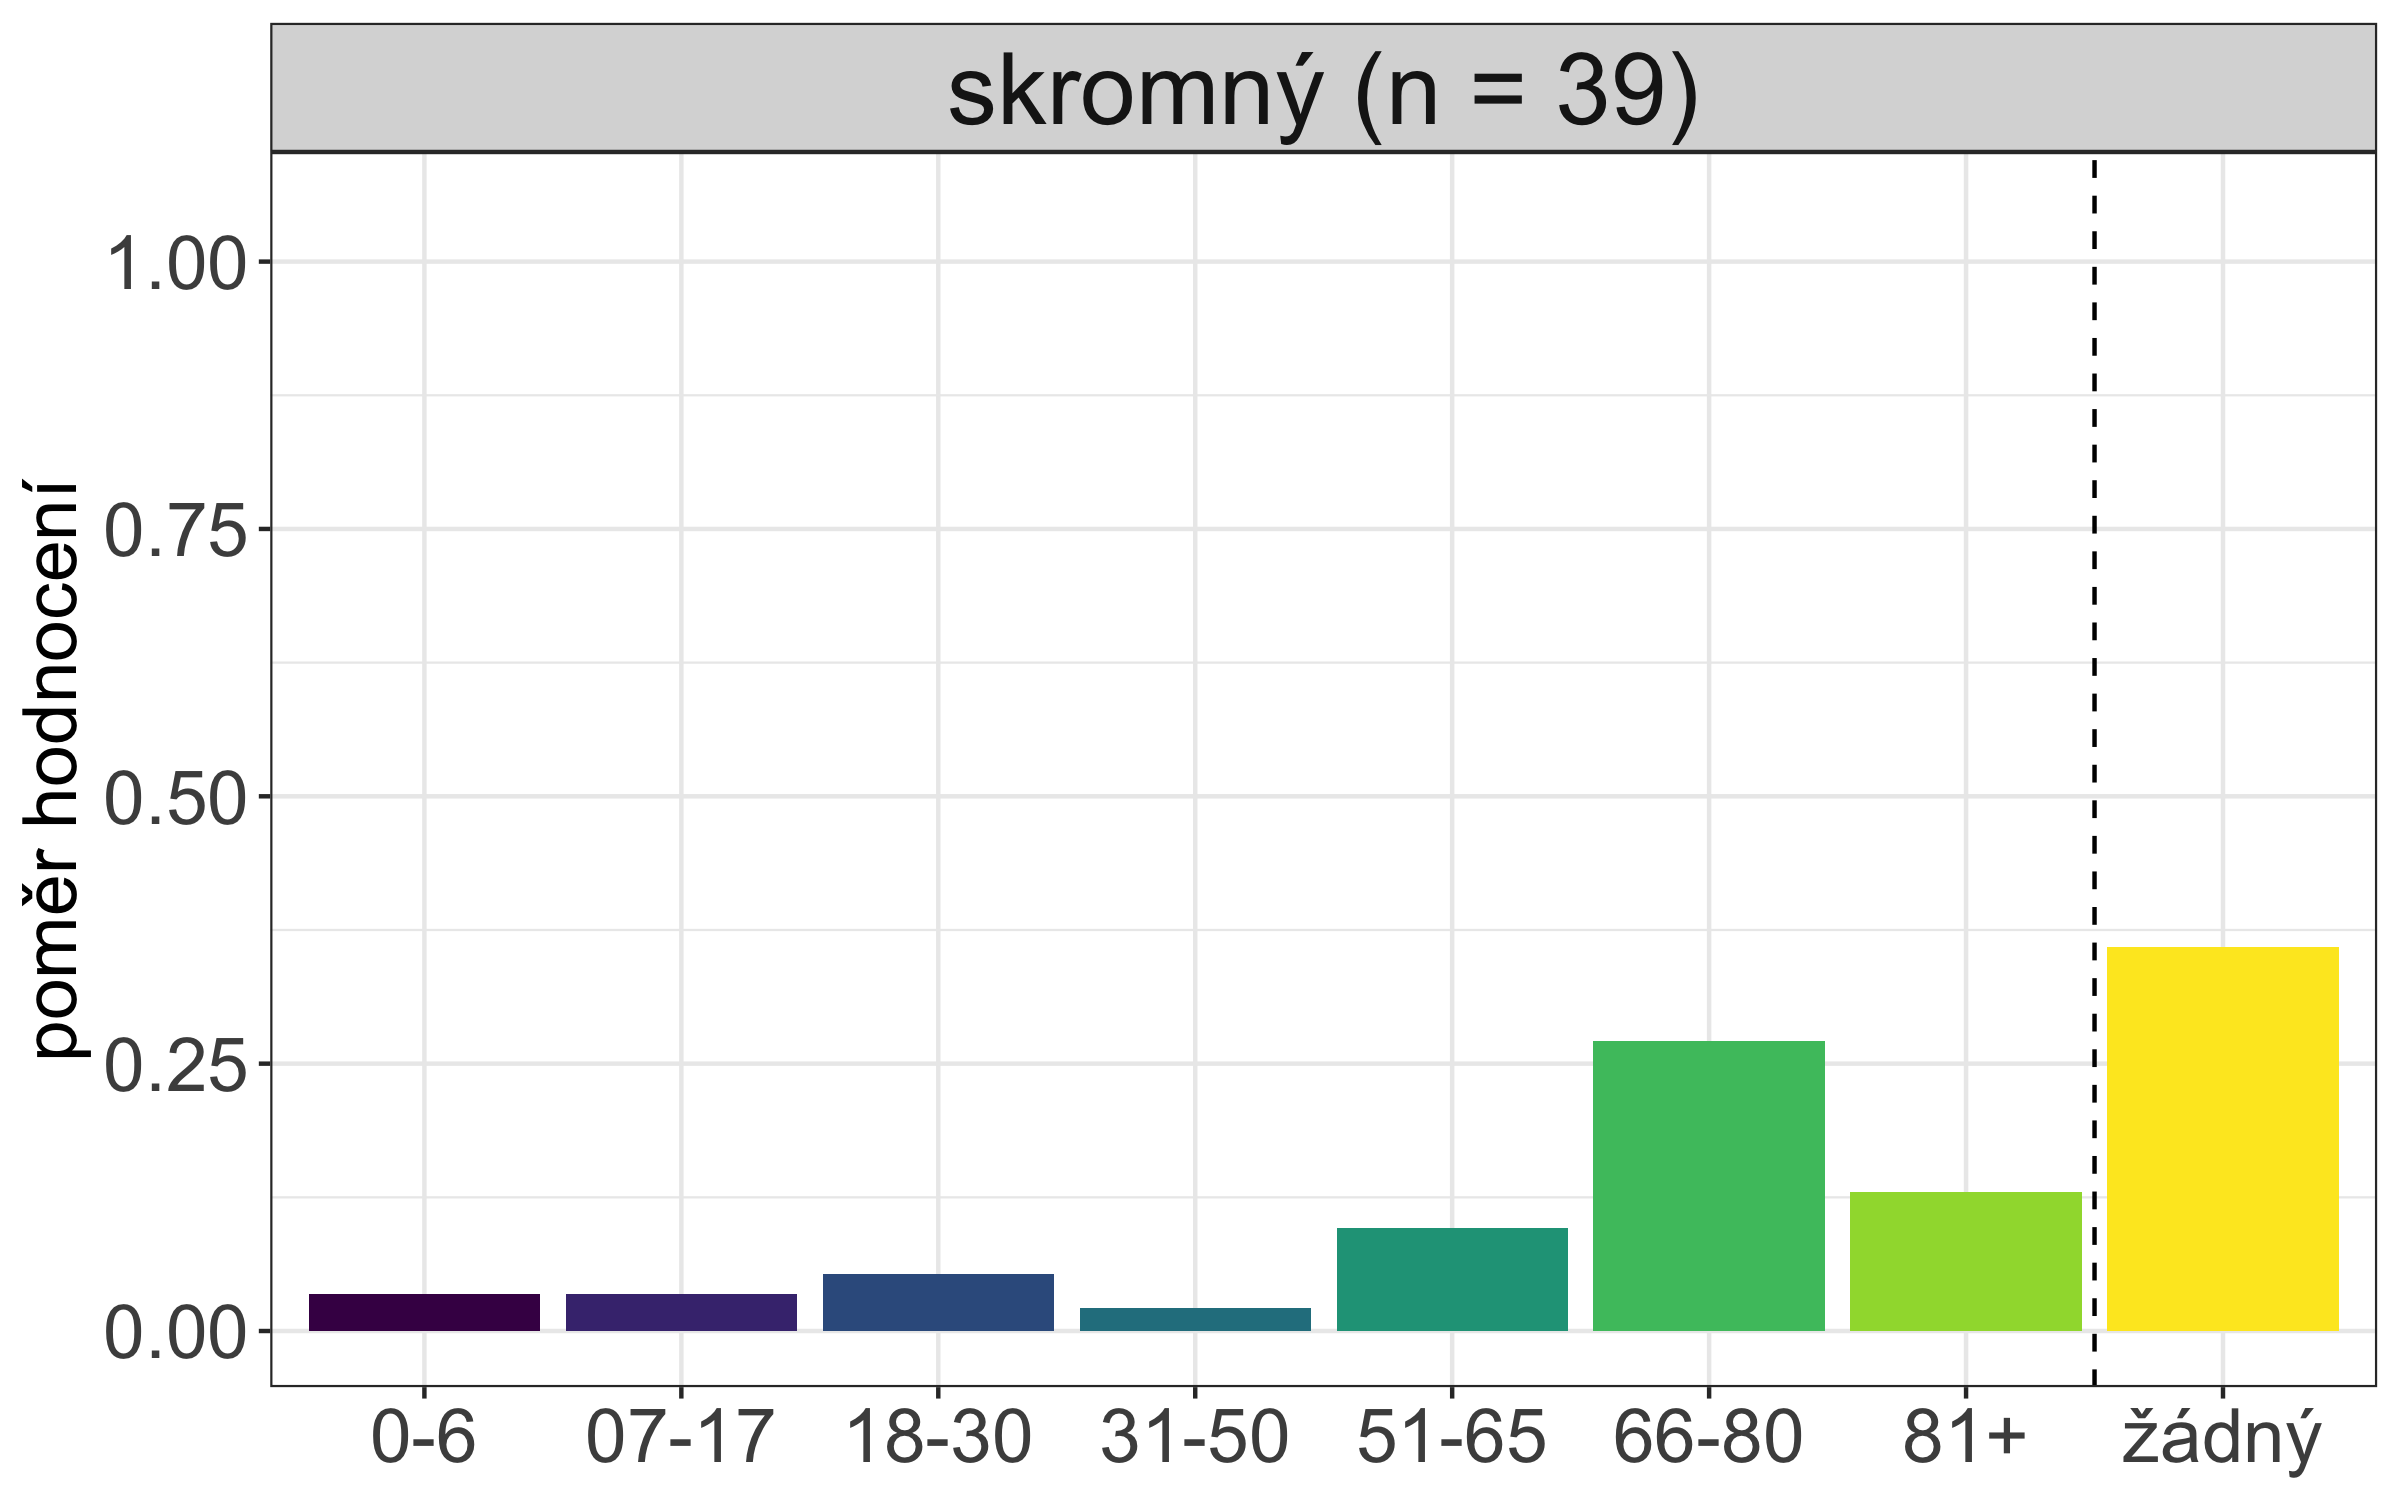 skromný (n = 39)
poměr hodnocení
1.00
0.75
0.50
0.25
0.00
0-6 07-17 18-30 31-50 51-65 66-80 81+ žádný